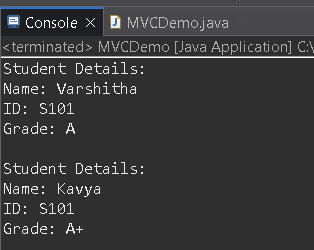 Console MVCDemo.java
<terminated> MVCDemo [Java Application] C:\
Student Details:
Name: Varshitha
ID: S101
Grade: A
Student Details:
Name: Kavya
ID: S101
Grade: A+